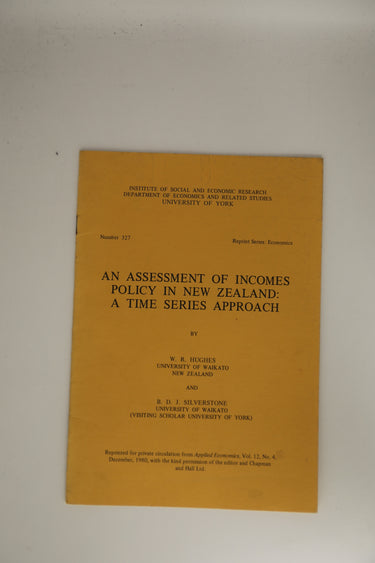 INSTITUTE OF SOCIAL AND ECONOMIC RESEARCH
DEPARTMENT OF ECONOMICS AND RELATED STUDIES
UNIVERSITY OF YORK
Number 327
Reprint Series: Economics
AN ASSESSMENT OF INCOMES
POLICY IN NEW ZEALAND:
A TIME SERIES APPROACH
BY
W. R. HUGHES
UNIVERSITY OF WAIKATO
NEW ZEALAND
AND
B. D. J. SILVERSTONE
UNIVERSITY OF WAIKATO
(VISITING SCHOLAR UNIVERSITY OF YORK)
Reprinted for private circulation from Applied Economics, Vol. 12, No. 4,
December, 1980, with the kind permission of the editor and Chapman
and Hall Ltd.